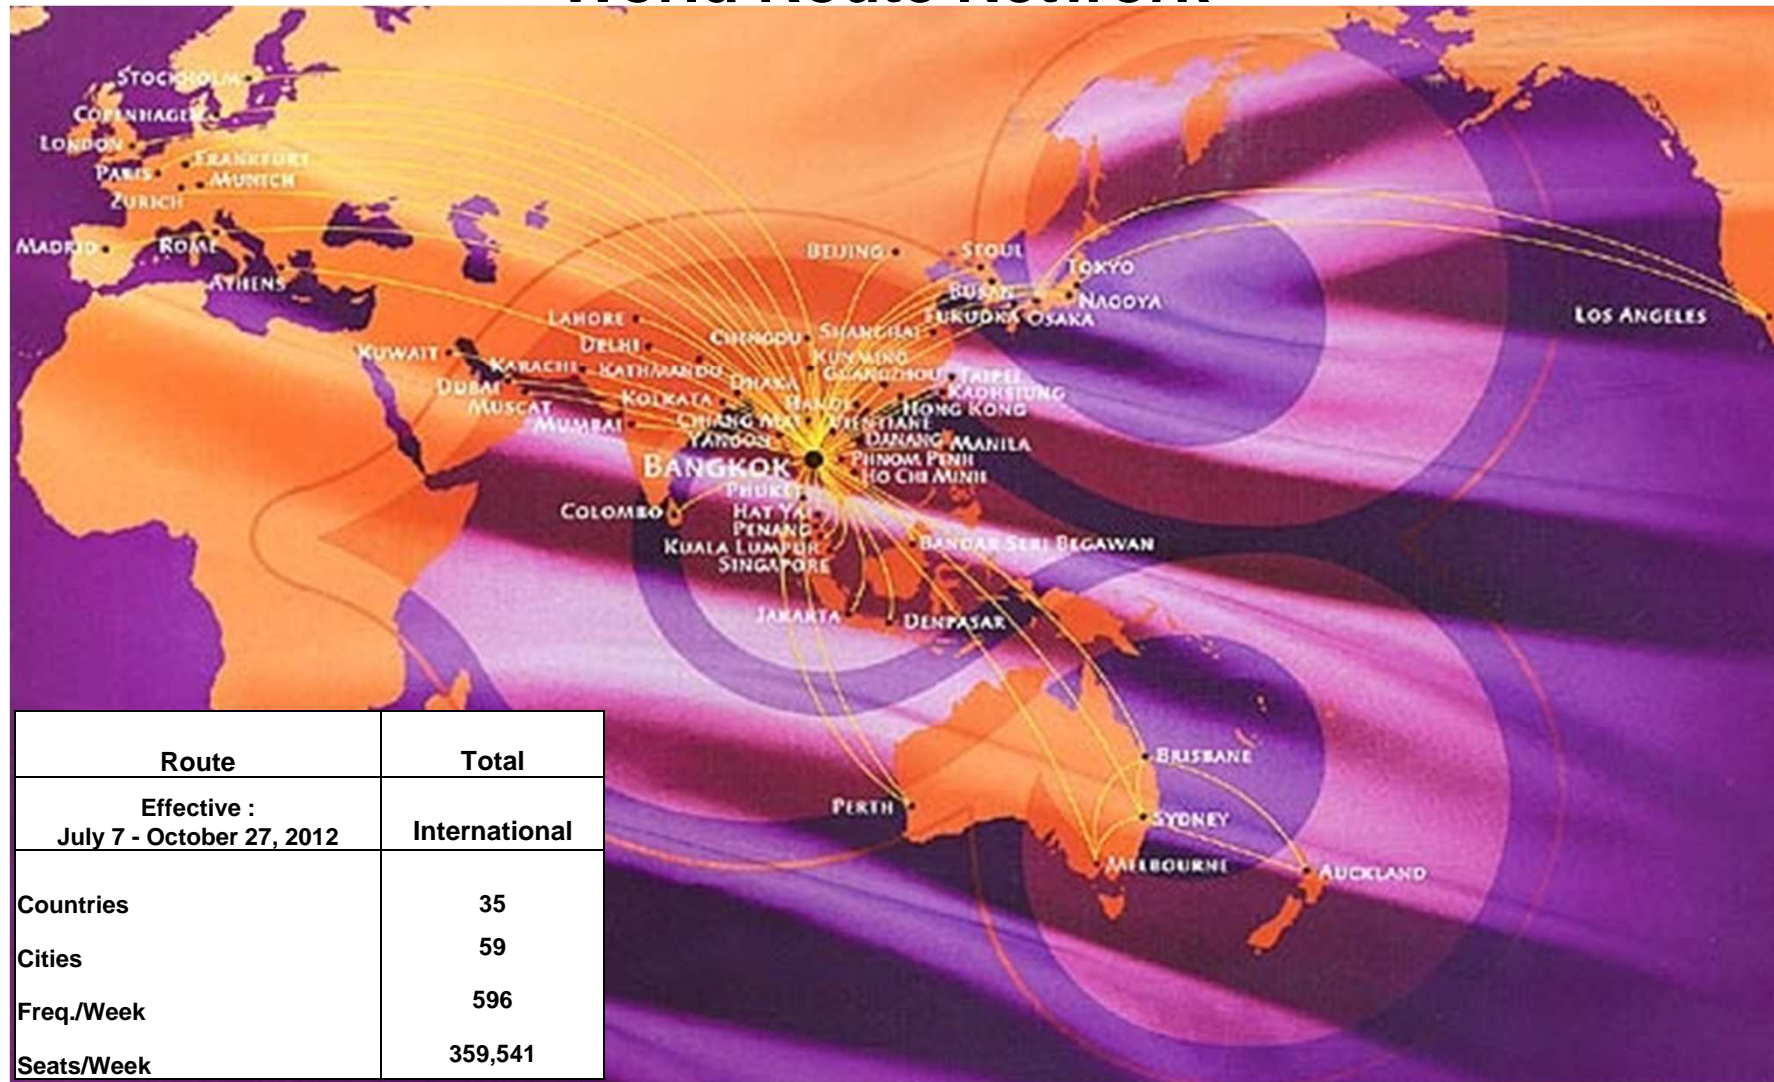 World Route Network
STOCKHOLM
COPENHAGEN
LONDON
FRANKFURT
PARIS
MUNICH
ZURICH
MADRID
ROME
ATHENS
BEIJING
SEOUL
TOKYO
BUSAN
NAGOYA
FUKUOKA
OSAKA
LOS ANGELES
LAHORE
CHENGDU
SHANGHAI
DELHI
KUWAIT
KUNMING
KARACHI
KATHMANDU
GUANGZHOU
TAIPEI
DUBAI
DHAKA
KAOHSIUNG
MUSCAT
KOLKATA
HANOI
HONG KONG
MUMBAI
CHIANG MAI
VIENTIANE
YANGON
DANANG
MANILA
BANGKOK
PHNOM PENH
HO CHI MINH
PHUKET
COLOMBO
HAT YAI
PENANG
KUALA LUMPUR
BANDAR SERI BEGAWAN
SINGAPORE
JAKARTA
DENPASAR
BRISBANE
PERTH
SYDNEY
MELBOURNE
AUCKLAND
Route Total
Effective :
July 7 - October 27, 2012 International
Countries 35
Cities 59
Freq./Week 596
Seats/Week 359,541